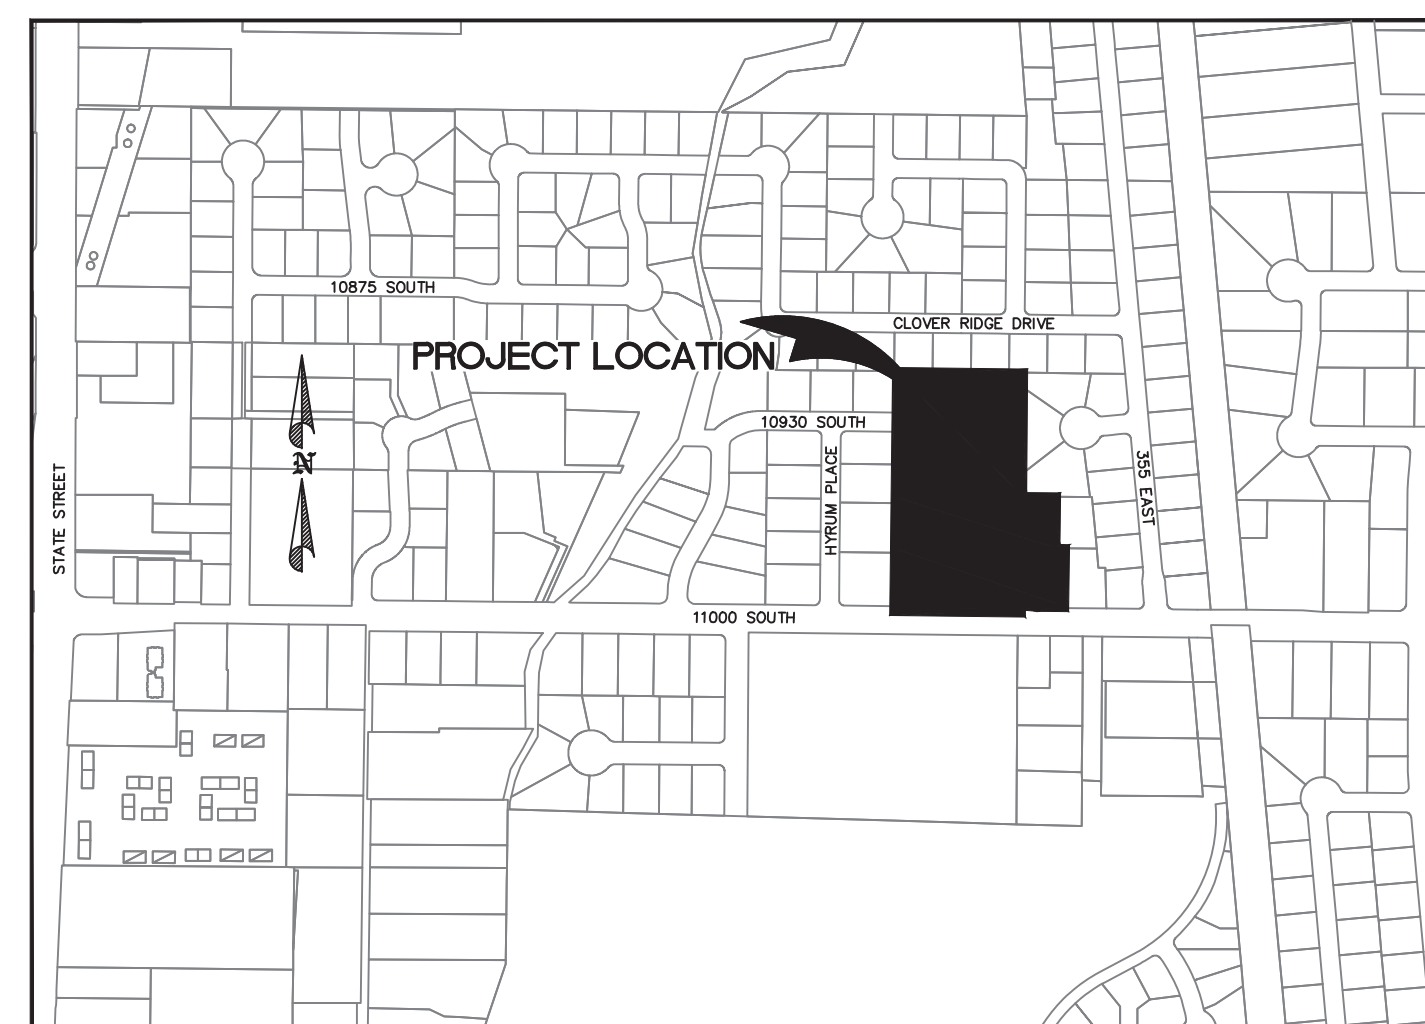 10875 SOUTH
CLOVER RIDGE DRIVE
PROJECT LOCATION
10930 SOUTH
HYRUM PLACE
355 EAST
STATE STREET
N
11000 SOUTH